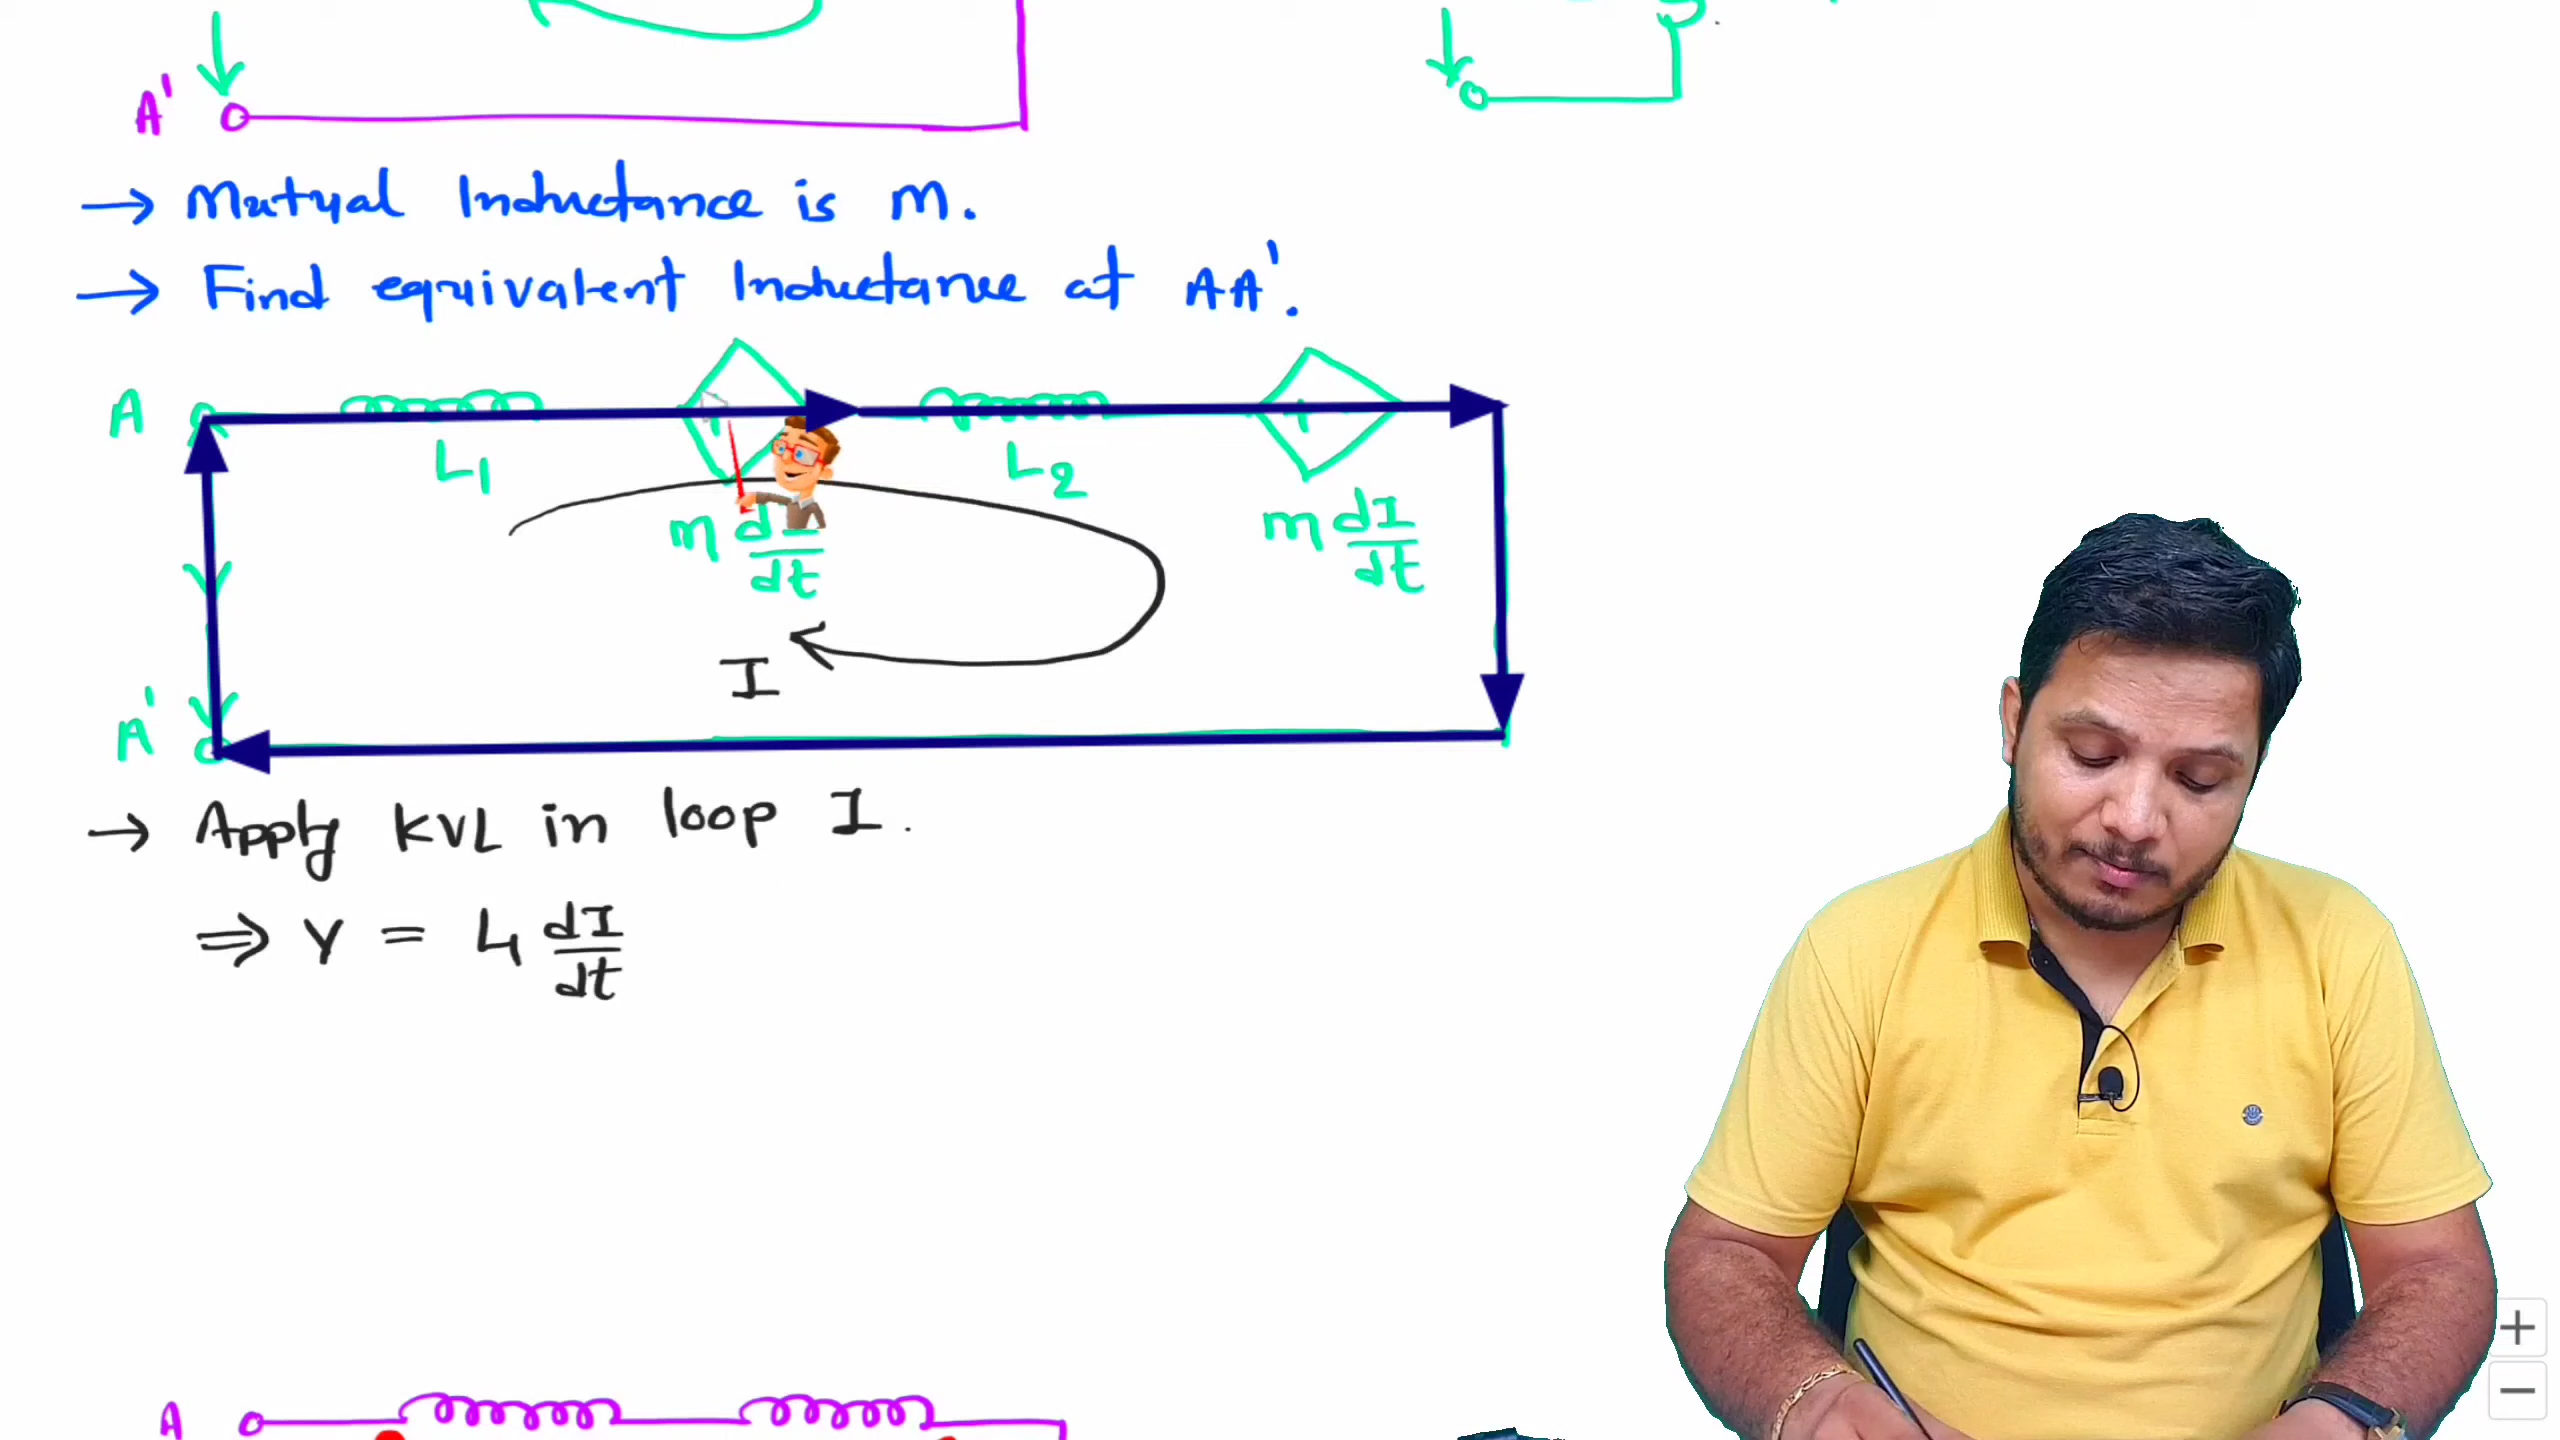 A'
→ Mutual Inductance is M.
→ Find equivalent Inductance at AA'.
A
L1
L2
M dI/dt
M dI/dt
V
I
A'
→ Apply KVL in loop I.
⇒ V = L1 dI/dt
A